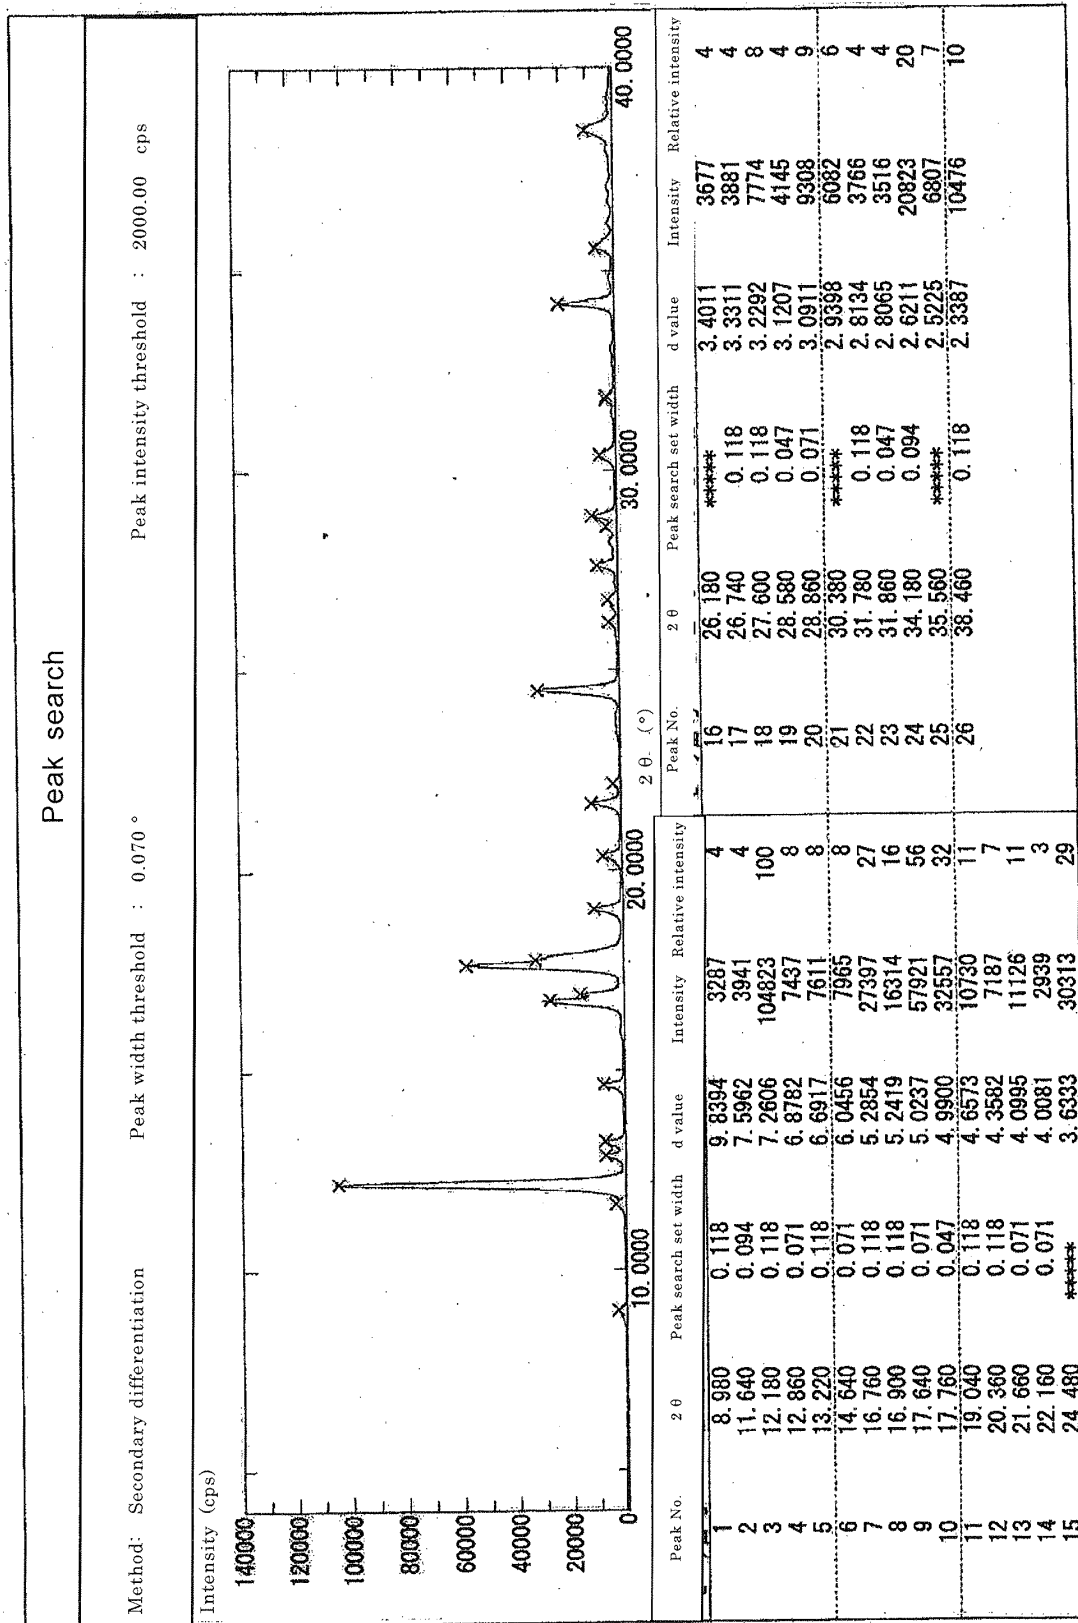 Peak search
Method: Secondary differentiation Peak width threshold : 0.070 ° Peak intensity threshold : 2000.00 cps
Intensity (cps)
140000
120000
100000
80000
60000
40000
20000
0
10.0000 20.0000 30.0000 40.0000
2 θ (°)
Peak No. 2 θ Peak search set width d value Intensity Relative intensity
1 8.980 0.118 9.8394 3287 4
2 11.640 0.094 7.5962 3941 4
3 12.180 0.118 7.2606 104823 100
4 12.860 0.071 6.8782 7437 8
5 13.220 0.118 6.6917 7611 8
6 14.640 0.071 6.0456 7965 8
7 16.760 0.118 5.2854 27397 27
8 16.900 0.118 5.2419 16314 16
9 17.640 0.071 5.0237 57921 56
10 17.760 0.047 4.9900 32557 32
11 19.040 0.118 4.6573 10730 11
12 20.360 0.118 4.3582 7187 7
13 21.660 0.071 4.0995 11126 11
14 22.160 0.071 4.0081 2939 3
15 24.480 ***** 3.6333 30313 29
Peak No. 2 θ Peak search set width d value Intensity Relative intensity
16 26.180 ***** 3.4011 3677 4
17 26.740 0.118 3.3311 3881 4
18 27.600 0.118 3.2292 7774 8
19 28.580 0.047 3.1207 4145 4
20 28.860 0.071 3.0911 9308 9
21 30.380 ***** 2.9398 6082 6
22 31.780 0.118 2.8134 3766 4
23 31.860 0.047 2.8065 3516 4
24 34.180 0.094 2.6211 20823 20
25 35.560 ***** 2.5225 6807 7
26 38.460 0.118 2.3387 10476 10